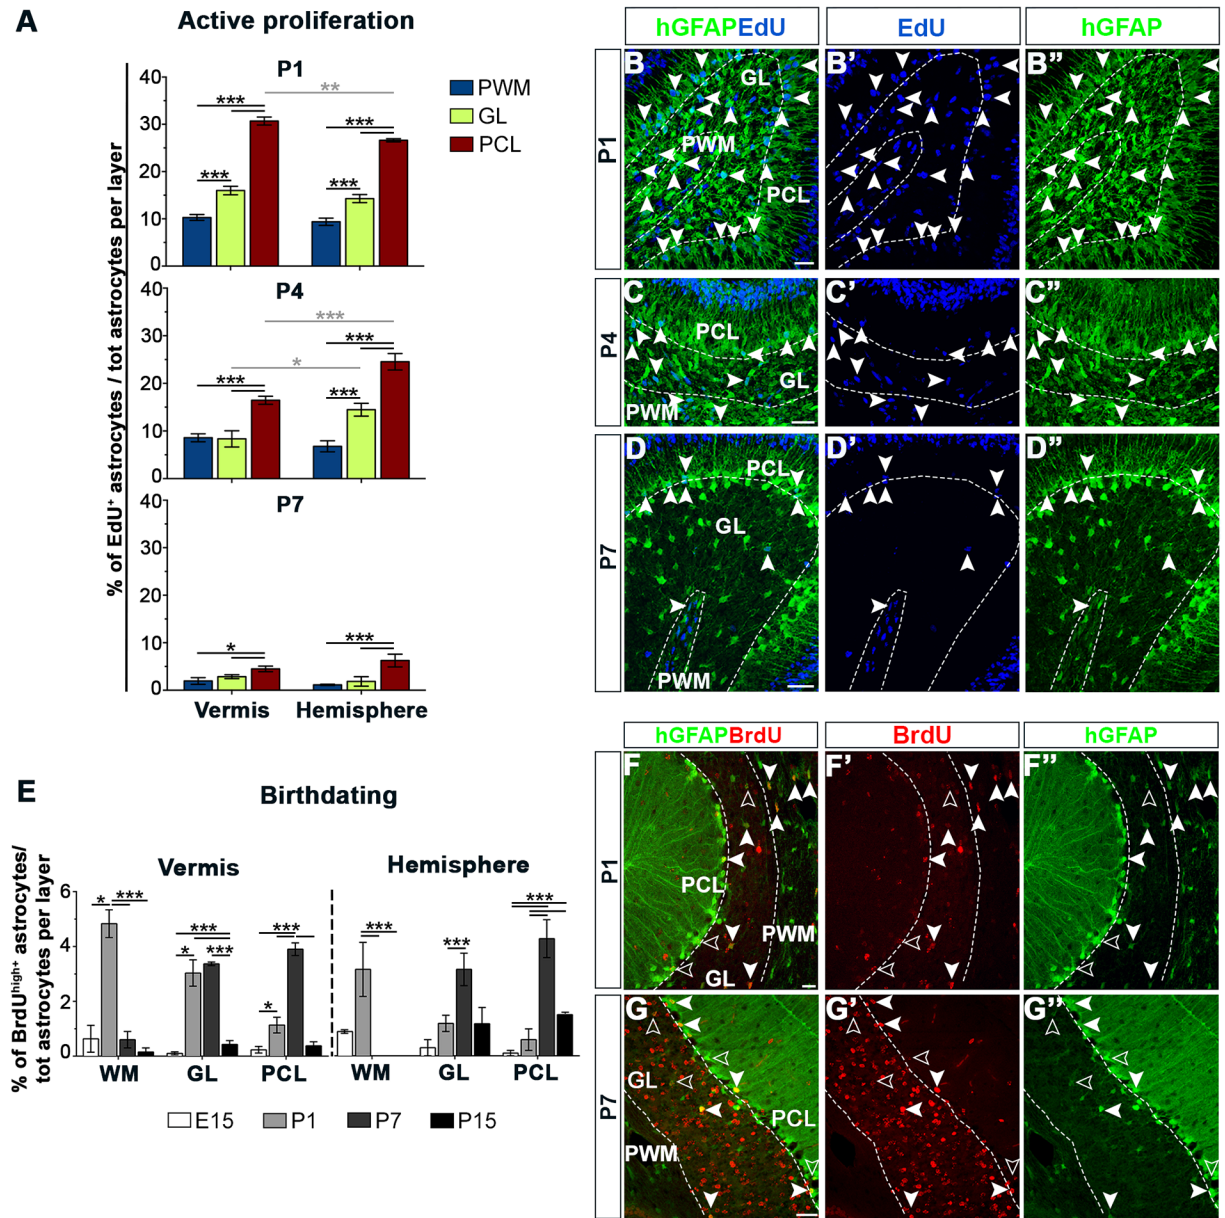 A
Active proliferation
% of EdU⁺ astrocytes / tot astrocytes per layer
P1
PWM
GL
PCL
40
30
20
10
0
***
***
***
***
**
P4
40
30
20
10
0
***
***
***
*
***
P7
40
30
20
10
0
*
***
Vermis
Hemisphere
hGFAPEdU
EdU
hGFAP
P1
B
GL
PWM
PCL
B’
B”
P4
C
PCL
GL
PWM
C’
C”
P7
D
PCL
GL
PWM
D’
D”
E
Birthdating
% of BrdUhigh+ astrocytes/
tot astrocytes per layer
Vermis
Hemisphere
6
4
2
0
* ***
***
* ***
***
*
***
***
***
WM
GL
PCL
WM
GL
PCL
E15
P1
P7
P15
hGFAPBrdU
BrdU
hGFAP
P1
F
PCL
PWM
GL
F’
F”
P7
G
GL
PCL
PWM
G’
G”